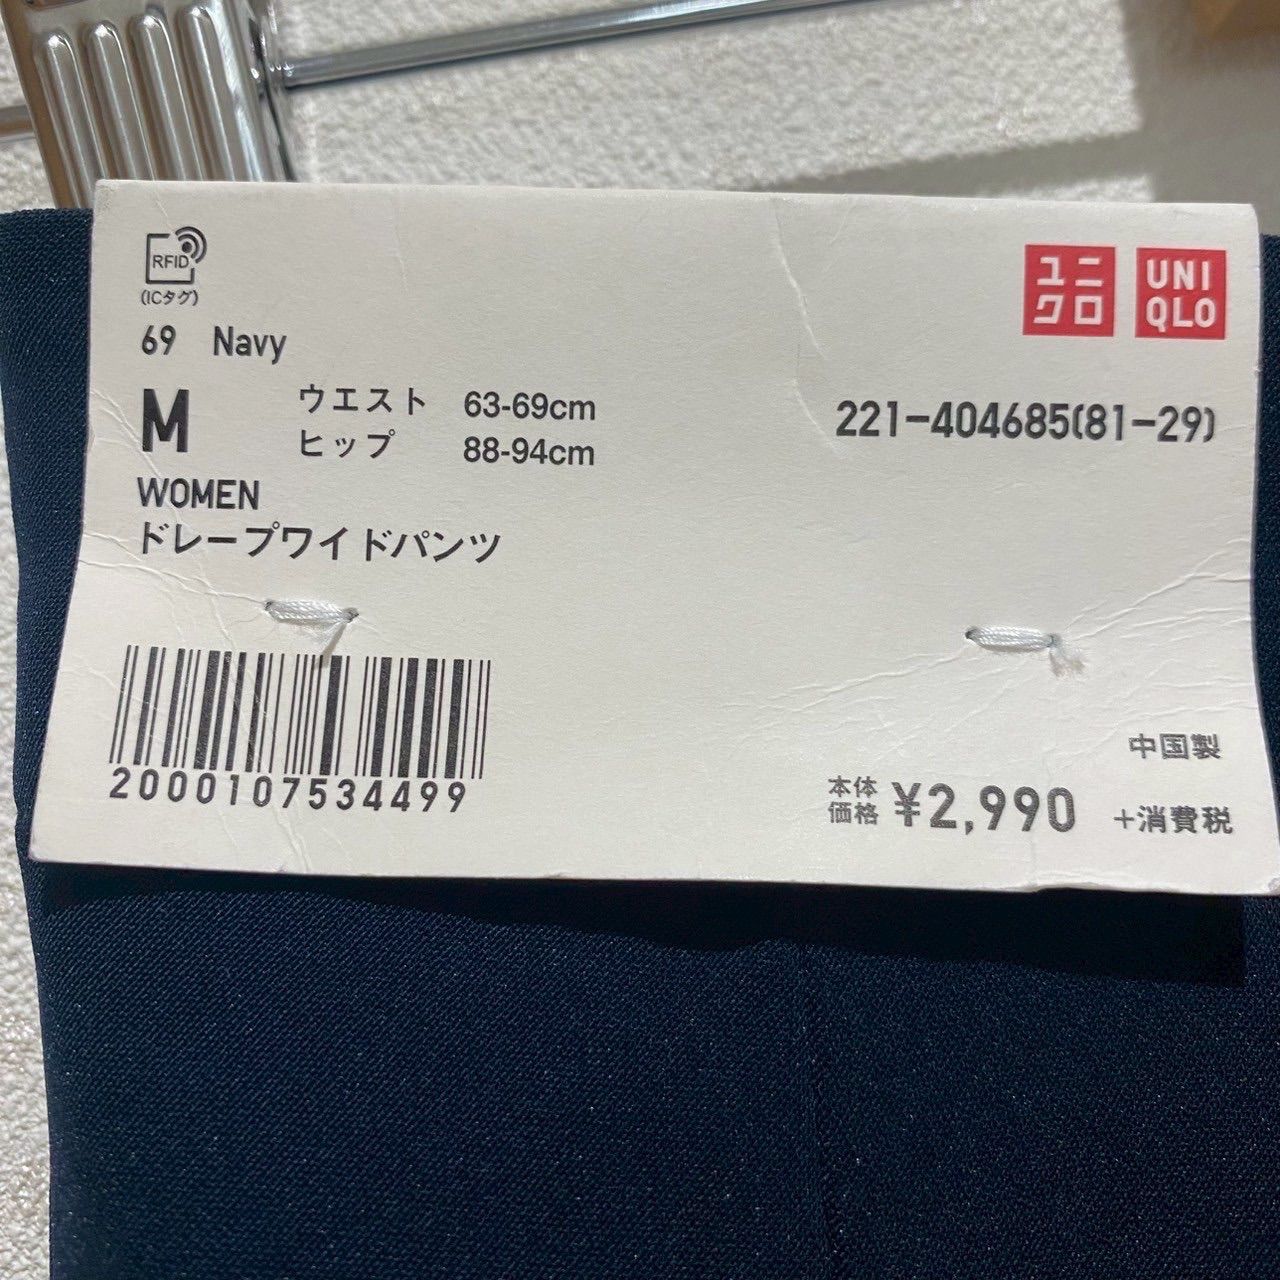 RFID
(ICタグ)
ユニ
クロ
UNI
QLO
69 Navy
M
ウエスト 63-69cm
ヒップ 88-94cm
221-404685(81-29)
WOMEN
ドレープワイドパンツ
2000107534499
中国製
本体
価格
¥2,990 +消費税